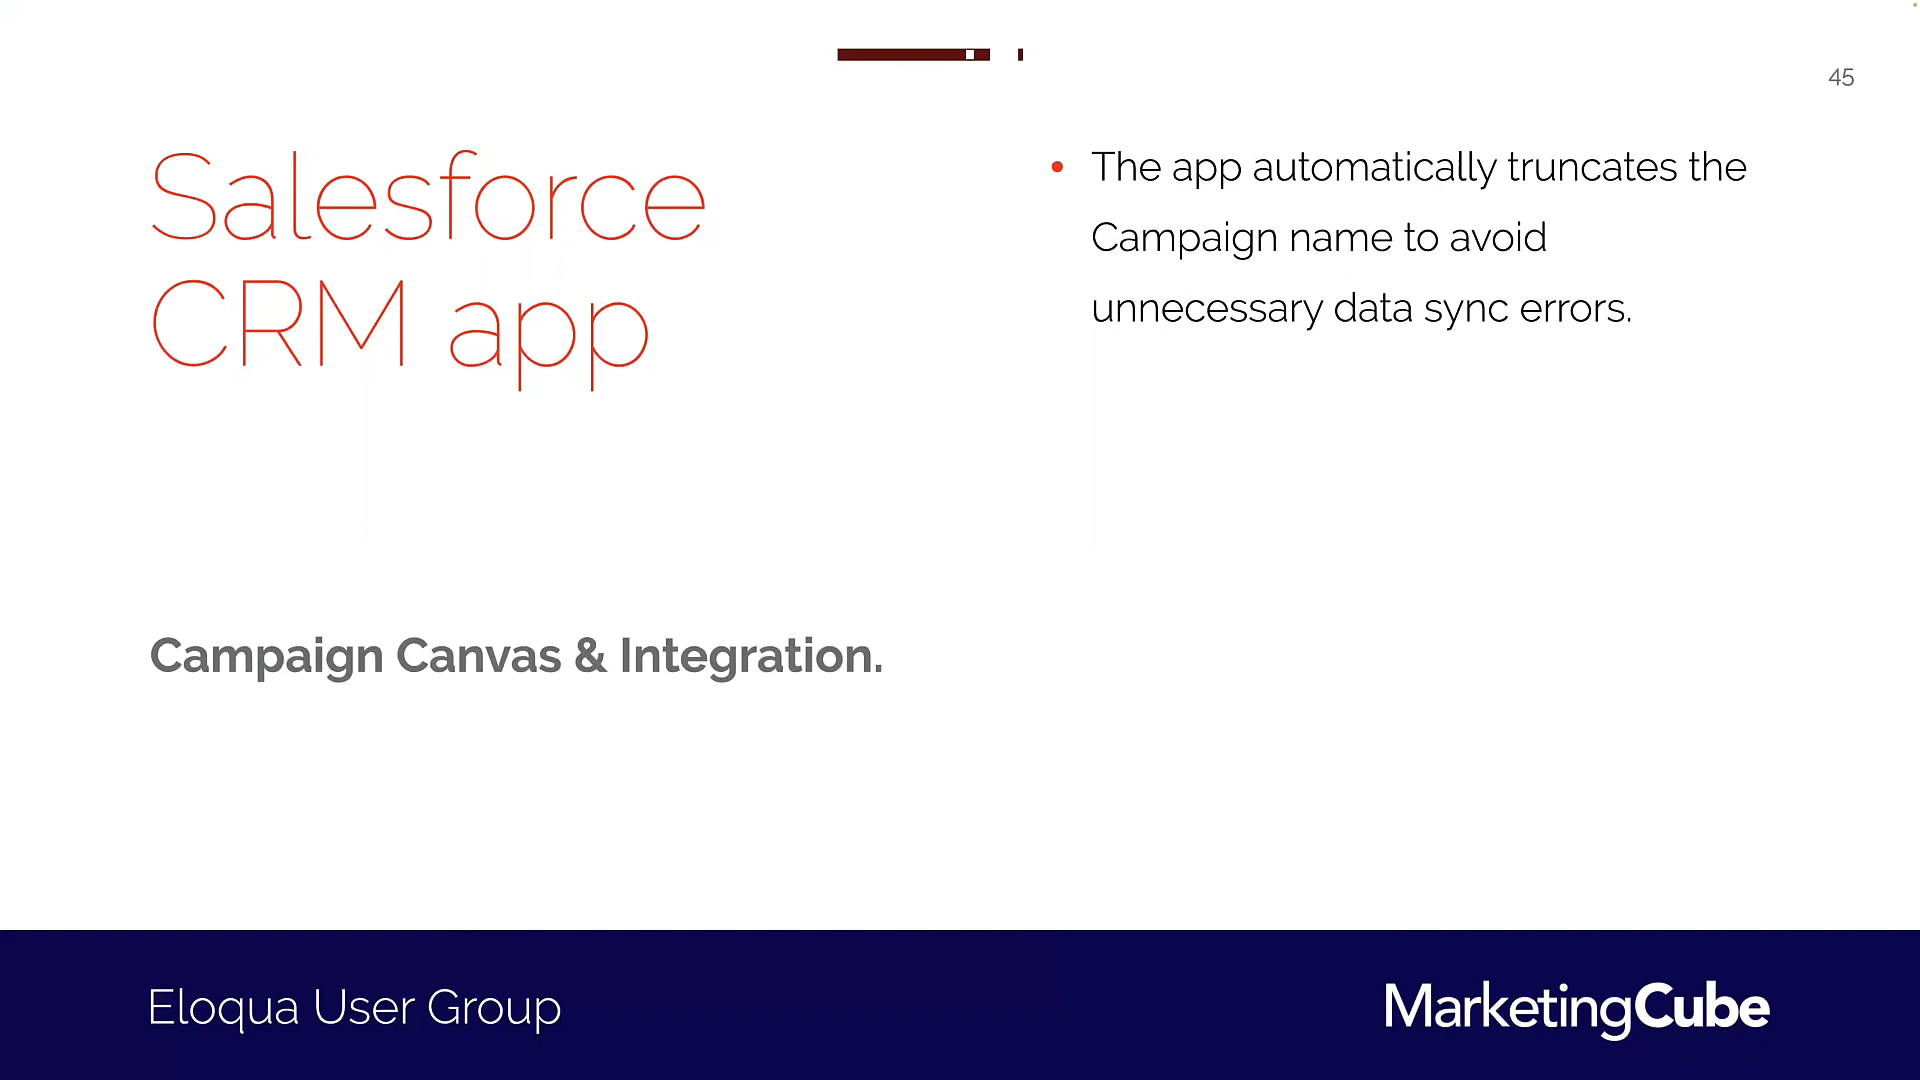 45
Salesforce
CRM app
Campaign Canvas & Integration.
• The app automatically truncates the
Campaign name to avoid
unnecessary data sync errors.
Eloqua User Group
MarketingCube